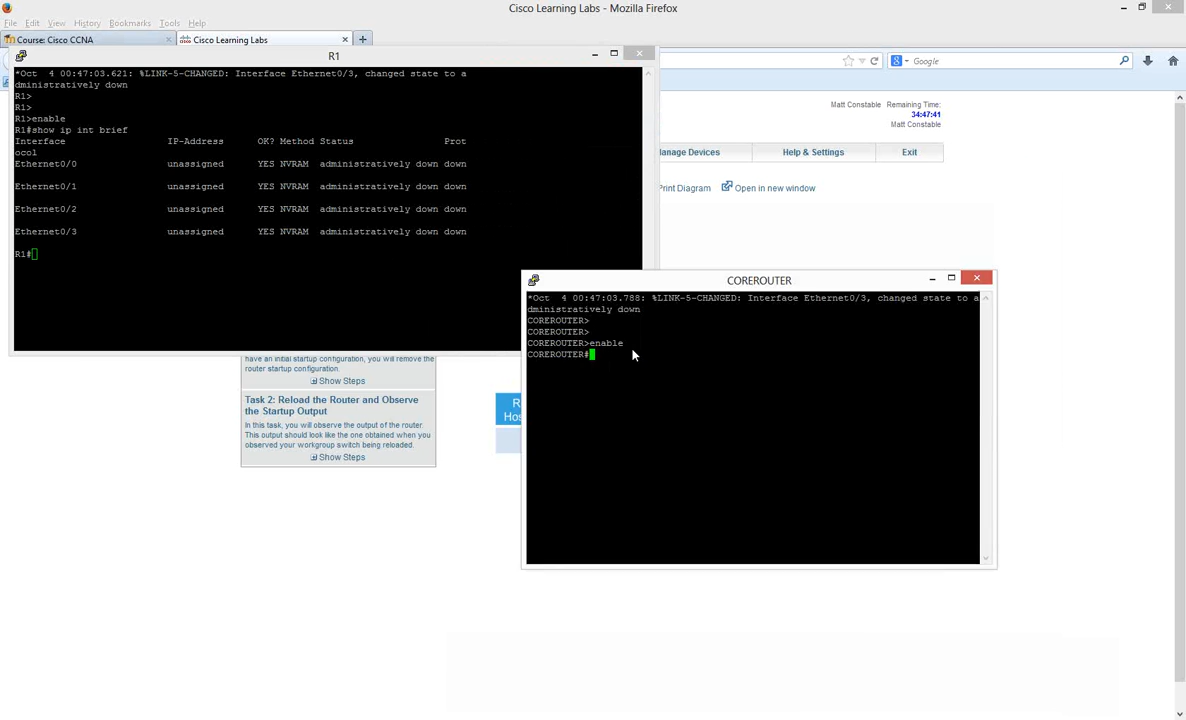 Cisco Learning Labs - Mozilla Firefox
File Edit View History Bookmarks Tools Help
Course: Cisco CCNA
Cisco Learning Labs
Google
R1
*Oct  4 00:47:03.621: %LINK-5-CHANGED: Interface Ethernet0/3, changed state to a
dministratively down
R1>
R1>
R1>enable
R1#show ip int brief
Interface                  IP-Address      OK? Method Status                Prot
ocol
Ethernet0/0                unassigned      YES NVRAM  administratively down down
Ethernet0/1                unassigned      YES NVRAM  administratively down down
Ethernet0/2                unassigned      YES NVRAM  administratively down down
Ethernet0/3                unassigned      YES NVRAM  administratively down down
R1#
Matt Constable Remaining Time:
34:47:41
Matt Constable
Manage Devices Help & Settings Exit
Print Diagram Open in new window
COREROUTER
*Oct  4 00:47:03.788: %LINK-5-CHANGED: Interface Ethernet0/3, changed state to a
dministratively down
COREROUTER>
COREROUTER>
COREROUTER>enable
COREROUTER#
have an initial startup configuration, you will remove the
router startup configuration.
Show Steps
Task 2: Reload the Router and Observe
the Startup Output
In this task, you will observe the output of the router.
This output should look like the one obtained when you
observed your workgroup switch being reloaded.
Show Steps